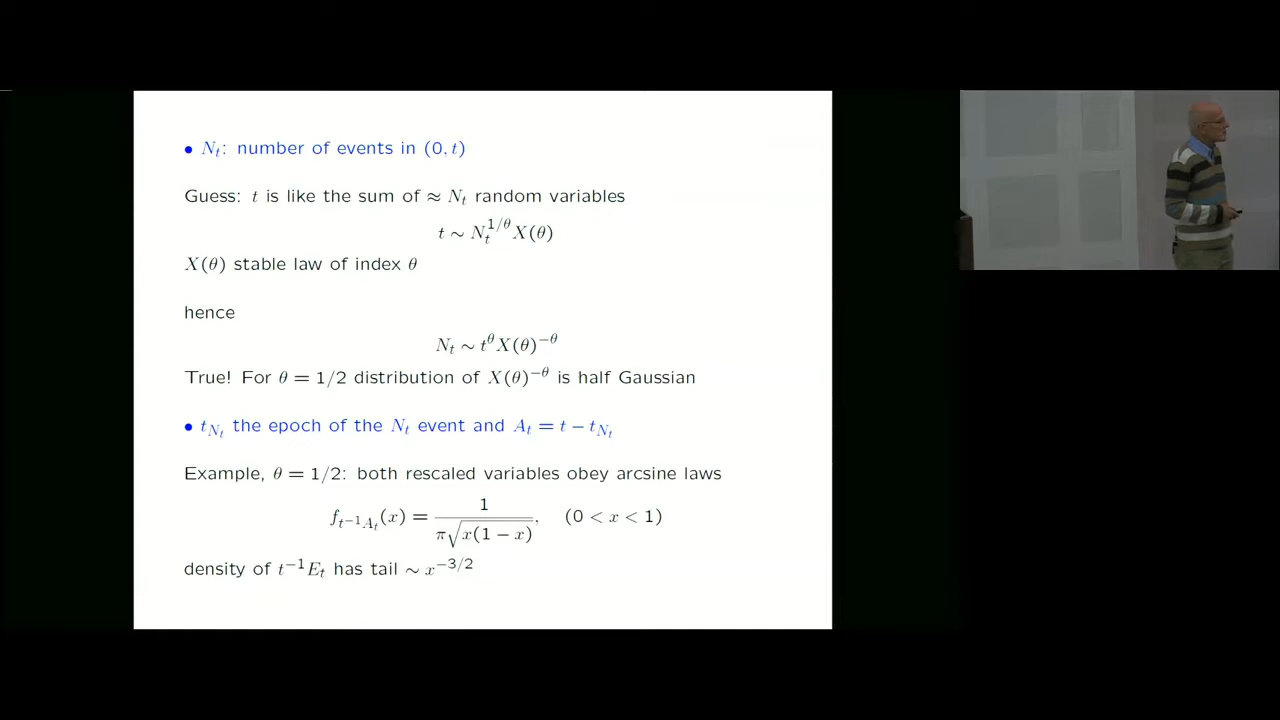 • N_t: number of events in (0, t)
Guess: t is like the sum of ≈ N_t random variables
t ∼ N_t^{1/θ} X(θ)
X(θ) stable law of index θ
hence
N_t ∼ t^θ X(θ)^{−θ}
True! For θ = 1/2 distribution of X(θ)^{−θ} is half Gaussian
• t_{N_t} the epoch of the N_t event and A_t = t − t_{N_t}
Example, θ = 1/2: both rescaled variables obey arcsine laws
f_{t^{−1}A_t}(x) = 1 / (π√(x(1 − x))), (0 < x < 1)
density of t^{−1}E_t has tail ∼ x^{−3/2}